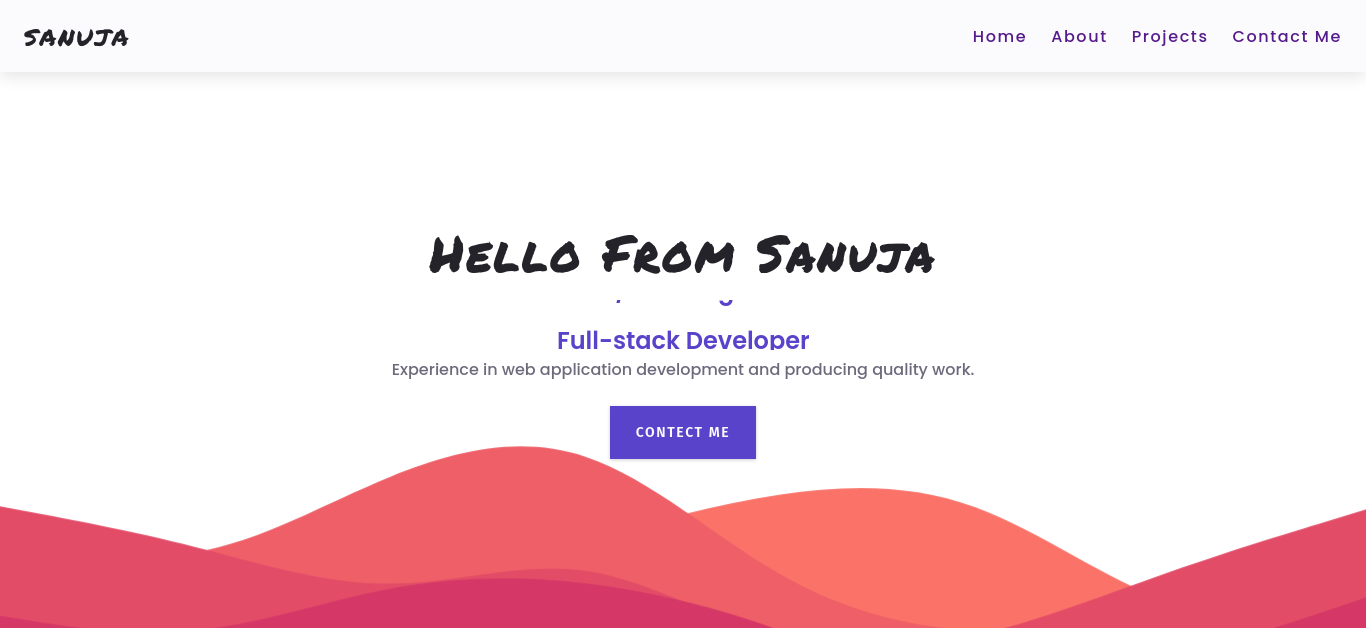 SANUJA
Home About Projects Contact Me
Hello From Sanuja
Full-stack Developer
Experience in web application development and producing quality work.
CONTECT ME